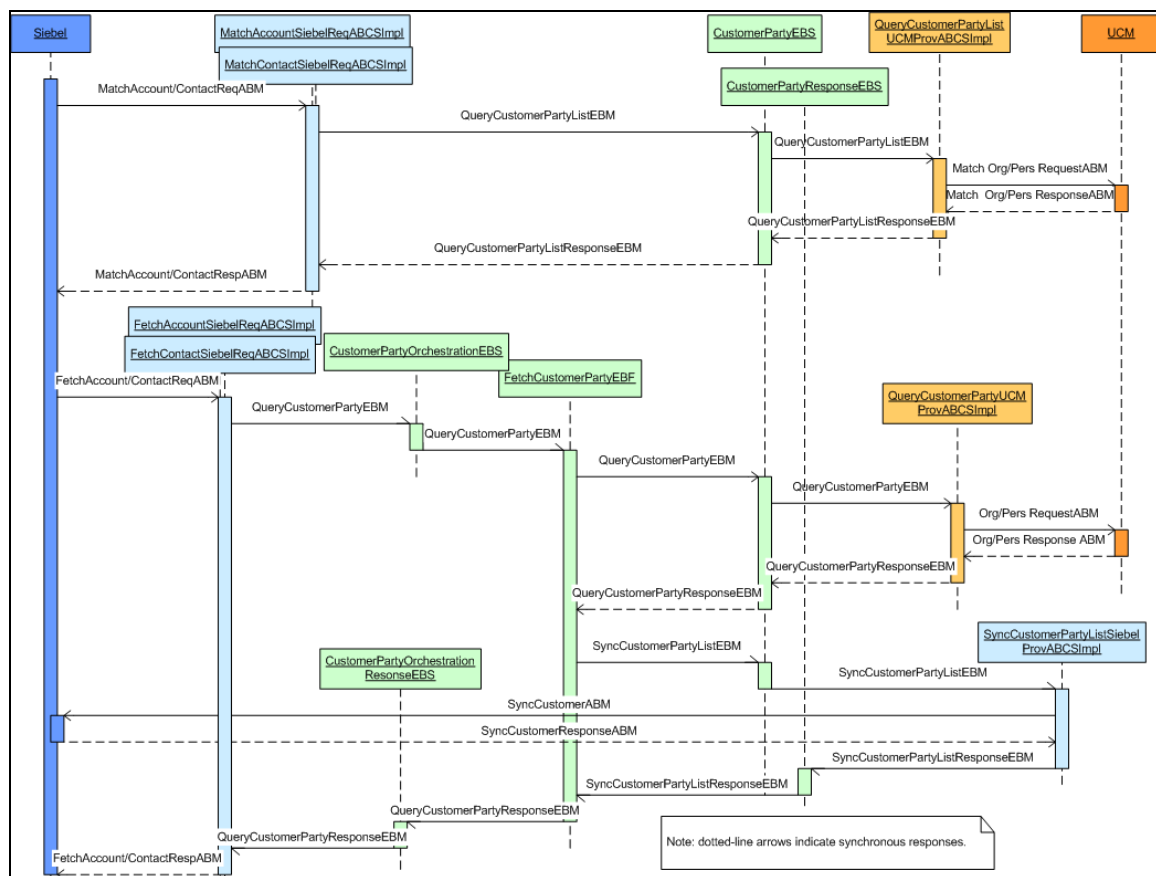 Siebel
MatchAccountSiebelReqABCSImpl
MatchContactSiebelReqABCSImpl
CustomerPartyEBS
CustomerPartyResponseEBS
QueryCustomerPartyList
UCMProvABCSImpl
UCM
MatchAccount/ContactReqABM
QueryCustomerPartyListEBM
QueryCustomerPartyListEBM
Match Org/Pers RequestABM
Match Org/Pers ResponseABM
QueryCustomerPartyListResponseEBM
QueryCustomerPartyListResponseEBM
MatchAccount/ContactRespABM
FetchAccountSiebelReqABCSImpl
FetchContactSiebelReqABCSImpl
CustomerPartyOrchestrationEBS
FetchCustomerPartyEBF
FetchAccount/ContactReqABM
QueryCustomerPartyUCM
ProvABCSImpl
QueryCustomerPartyEBM
QueryCustomerPartyEBM
QueryCustomerPartyEBM
QueryCustomerPartyEBM
Org/Pers RequestABM
Org/Pers Response ABM
QueryCustomerPartyResponseEBM
QueryCustomerPartyResponseEBM
SyncCustomerPartyListSiebel
ProvABCSImpl
SyncCustomerPartyListEBM
CustomerPartyOrchestration
ResonseEBS
SyncCustomerPartyListEBM
SyncCustomerABM
SyncCustomerResponseABM
SyncCustomerPartyListResponseEBM
SyncCustomerPartyListResponseEBM
QueryCustomerPartyResponseEBM
QueryCustomerPartyResponseEBM
Note: dotted-line arrows indicate synchronous responses.
FetchAccount/ContactRespABM